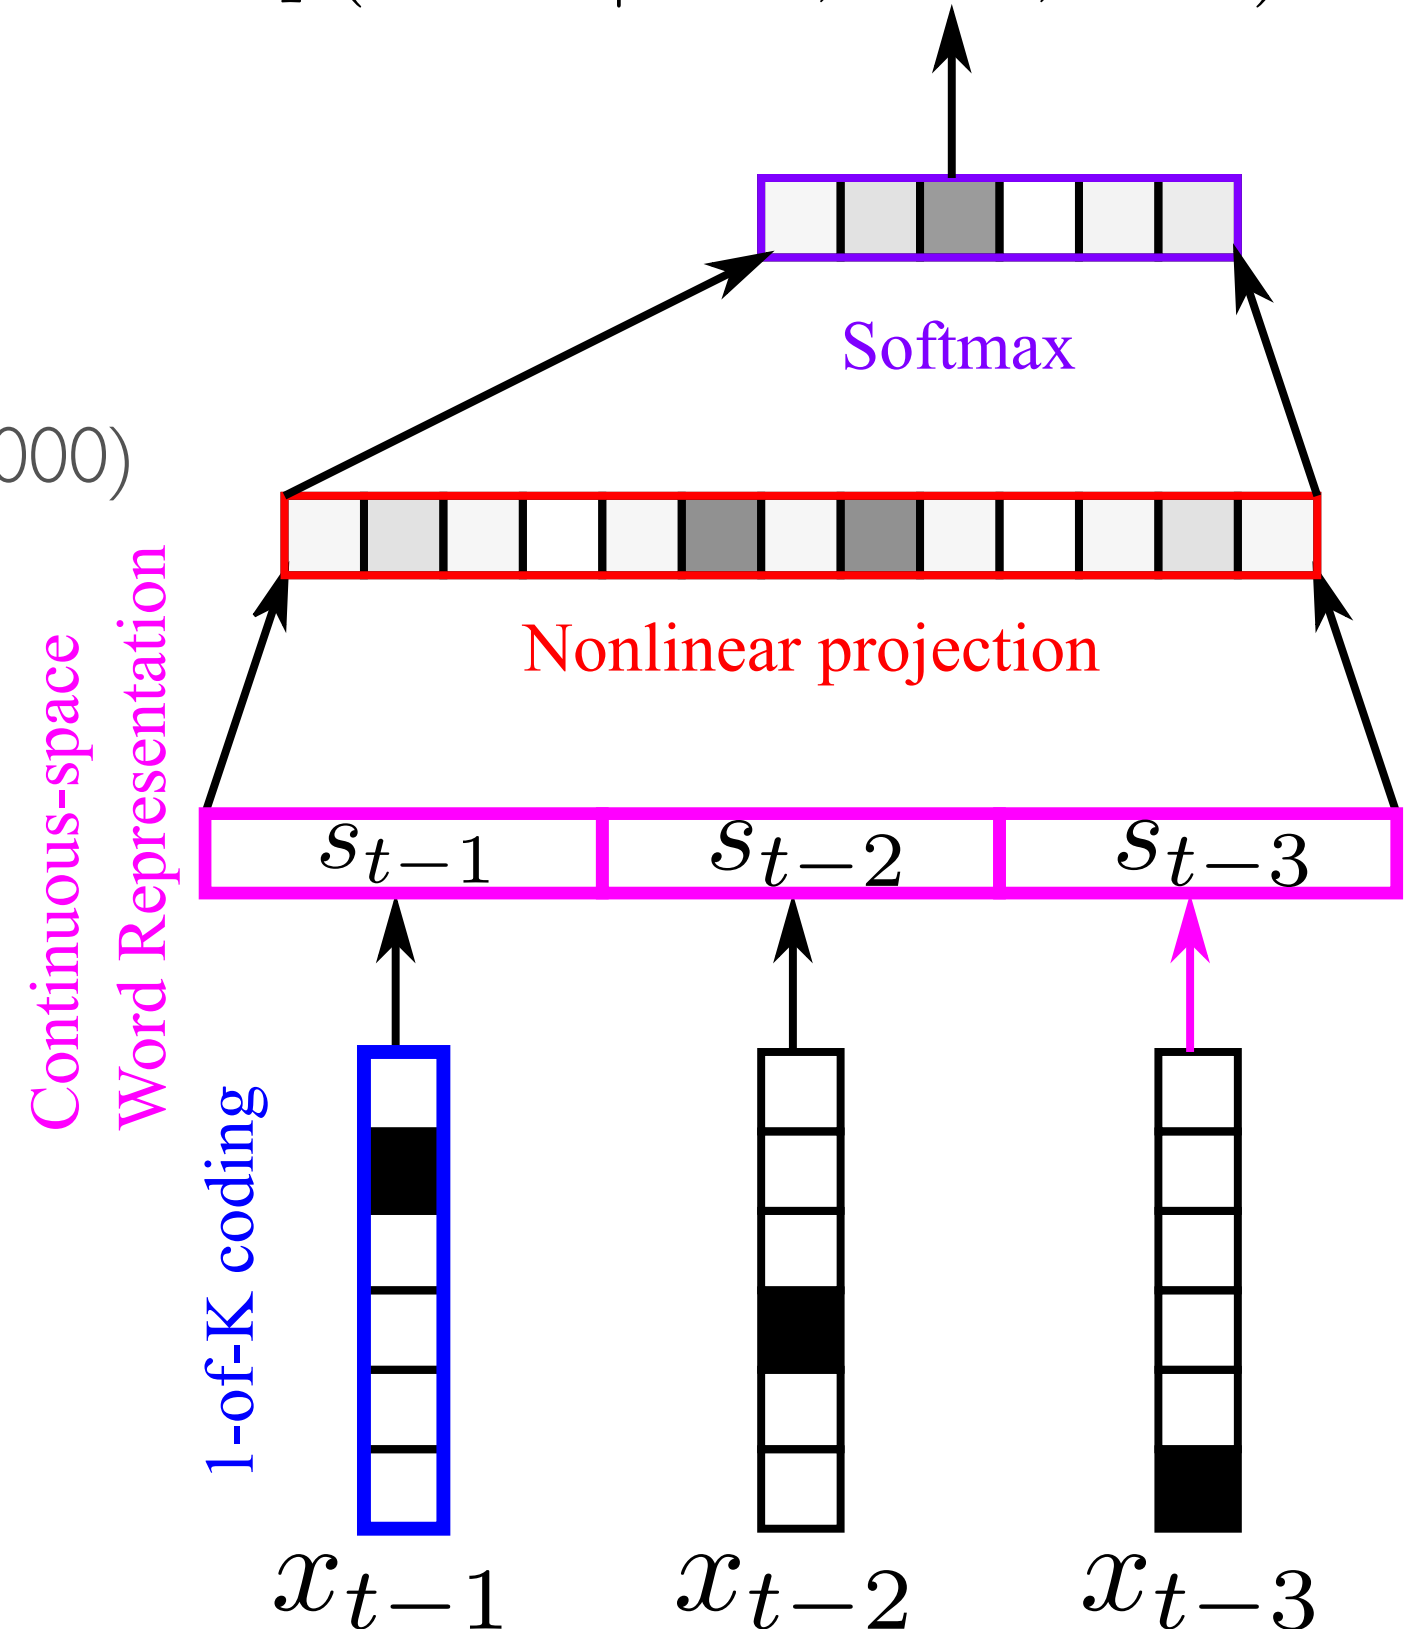 Softmax
000)
Nonlinear projection
Continuous-space
Word Representation
s_{t-1} s_{t-2} s_{t-3}
1-of-K coding
x_{t-1} x_{t-2} x_{t-3}